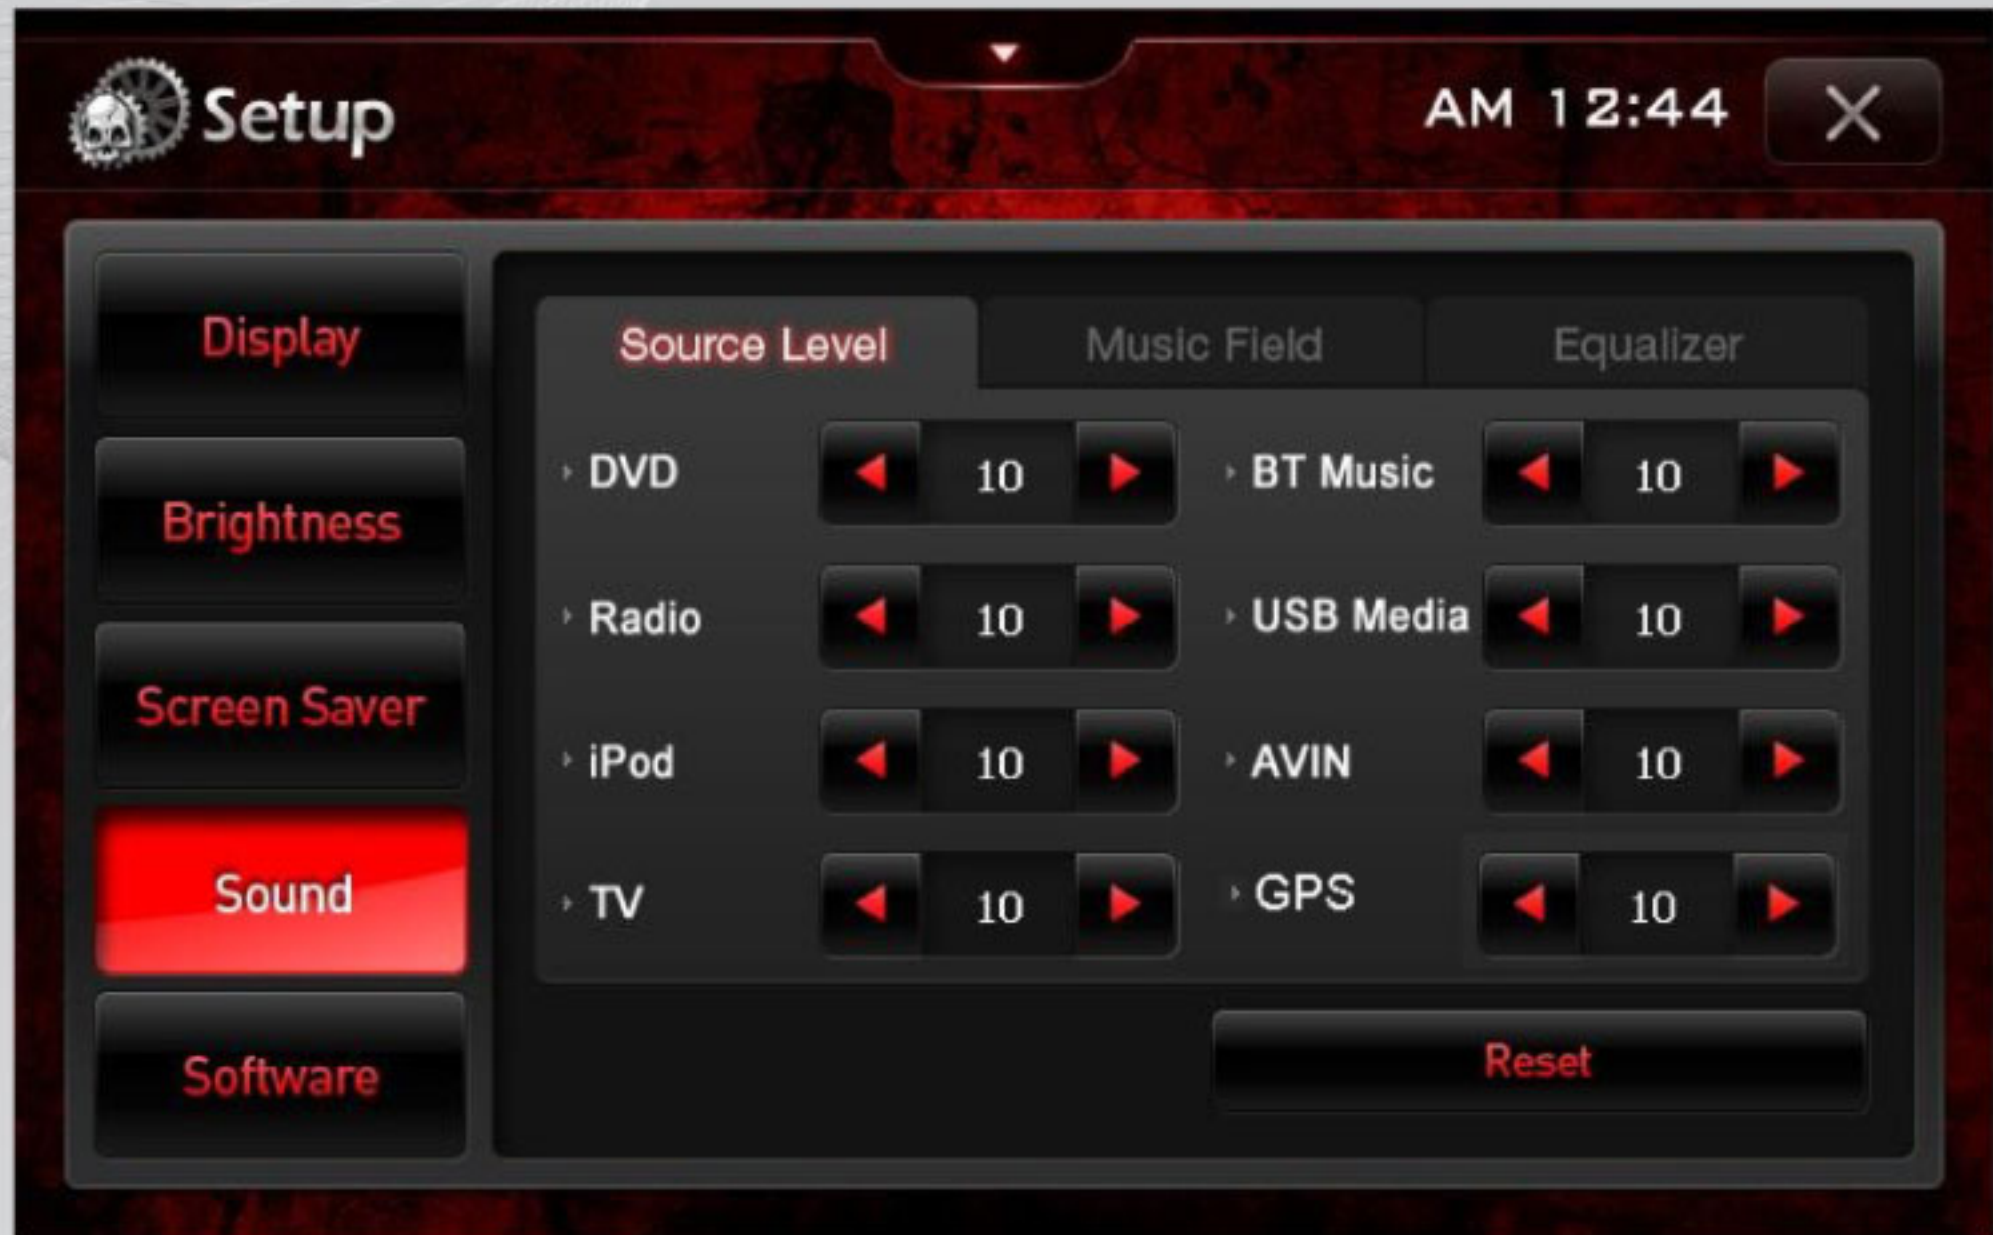 Setup
AM 12:44
Display
Brightness
Screen Saver
Sound
Software
Source Level
Music Field
Equalizer
DVD 10
BT Music 10
Radio 10
USB Media 10
iPod 10
AVIN 10
TV 10
GPS 10
Reset